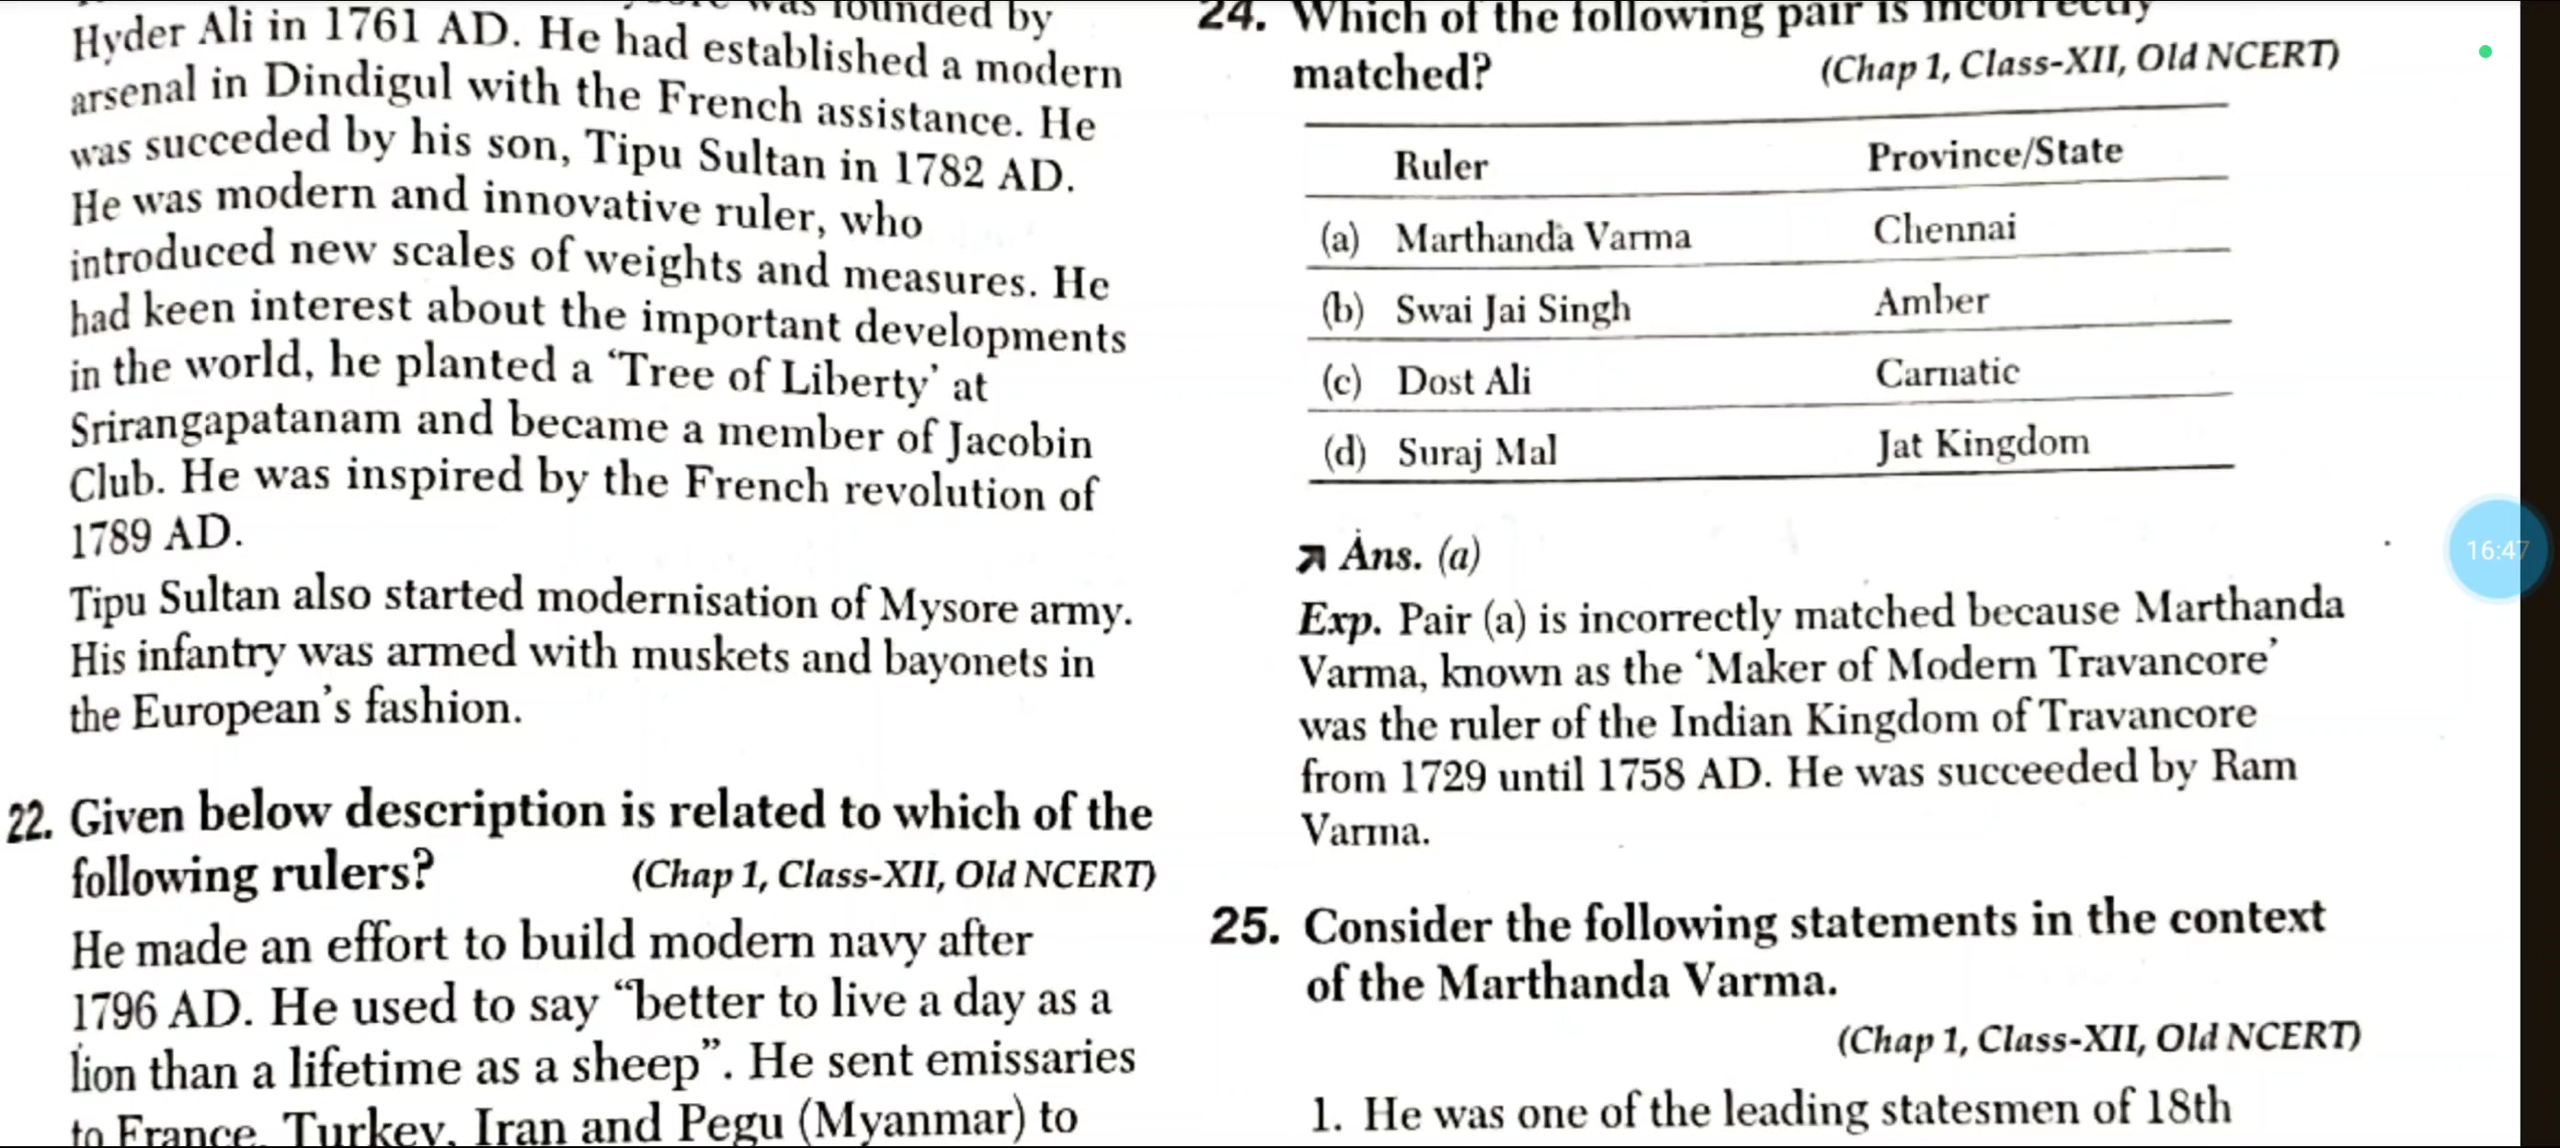 was founded by
Hyder Ali in 1761 AD. He had established a modern
arsenal in Dindigul with the French assistance. He
was succeded by his son, Tipu Sultan in 1782 AD.
He was modern and innovative ruler, who
introduced new scales of weights and measures. He
had keen interest about the important developments
in the world, he planted a ‘Tree of Liberty’ at
Srirangapatanam and became a member of Jacobin
Club. He was inspired by the French revolution of
1789 AD.
Tipu Sultan also started modernisation of Mysore army.
His infantry was armed with muskets and bayonets in
the European’s fashion.
22. Given below description is related to which of the
following rulers? (Chap 1, Class-XII, Old NCERT)
He made an effort to build modern navy after
1796 AD. He used to say “better to live a day as a
lion than a lifetime as a sheep”. He sent emissaries
to France, Turkey, Iran and Pegu (Myanmar) to
24. Which of the following pair is incorrectly
matched? (Chap 1, Class-XII, Old NCERT)
Ruler Province/State
(a) Marthanda Varma Chennai
(b) Swai Jai Singh Amber
(c) Dost Ali Carnatic
(d) Suraj Mal Jat Kingdom
Ans. (a)
Exp. Pair (a) is incorrectly matched because Marthanda
Varma, known as the ‘Maker of Modern Travancore’
was the ruler of the Indian Kingdom of Travancore
from 1729 until 1758 AD. He was succeeded by Ram
Varma.
25. Consider the following statements in the context
of the Marthanda Varma.
(Chap 1, Class-XII, Old NCERT)
1. He was one of the leading statesmen of 18th
16:47